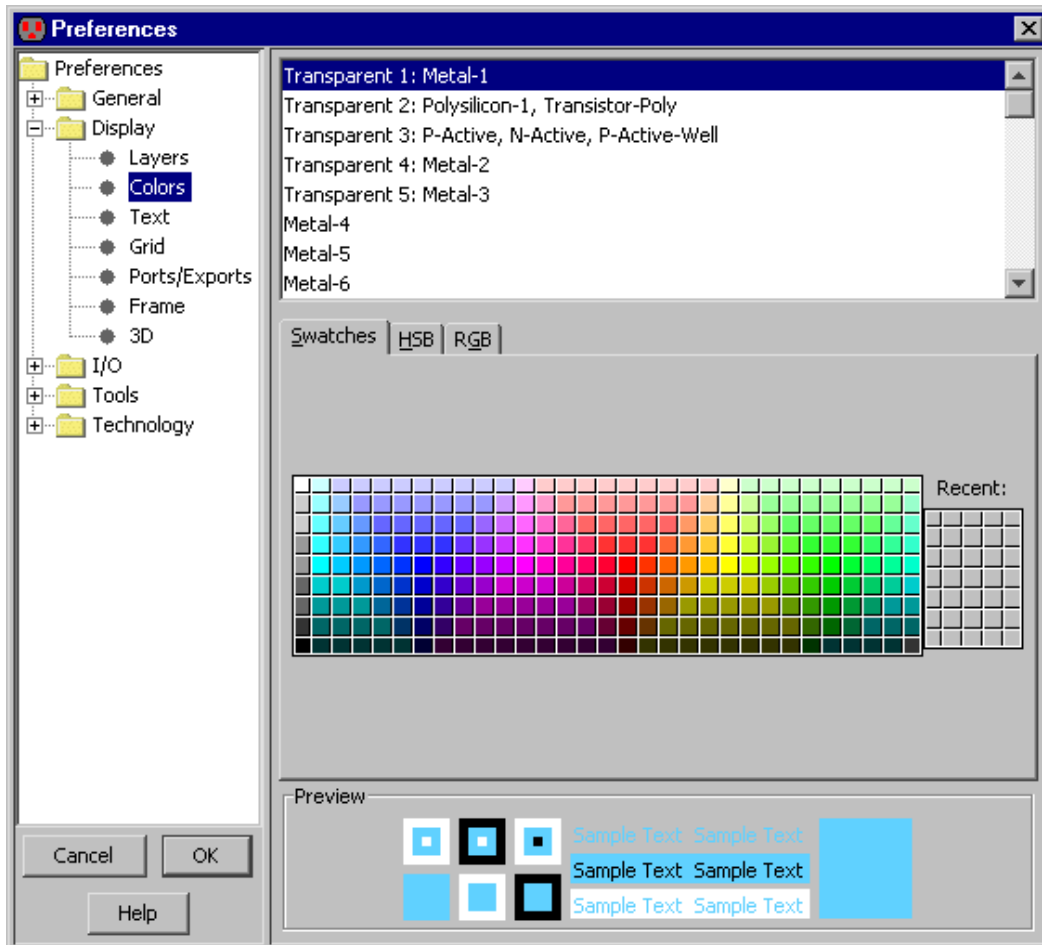 Preferences
Preferences
General
Display
Layers
Colors
Text
Grid
Ports/Exports
Frame
3D
I/O
Tools
Technology
Cancel
OK
Help
Transparent 1: Metal-1
Transparent 2: Polysilicon-1, Transistor-Poly
Transparent 3: P-Active, N-Active, P-Active-Well
Transparent 4: Metal-2
Transparent 5: Metal-3
Metal-4
Metal-5
Metal-6
Swatches HSB RGB
Recent:
Preview
Sample Text Sample Text
Sample Text Sample Text
Sample Text Sample Text